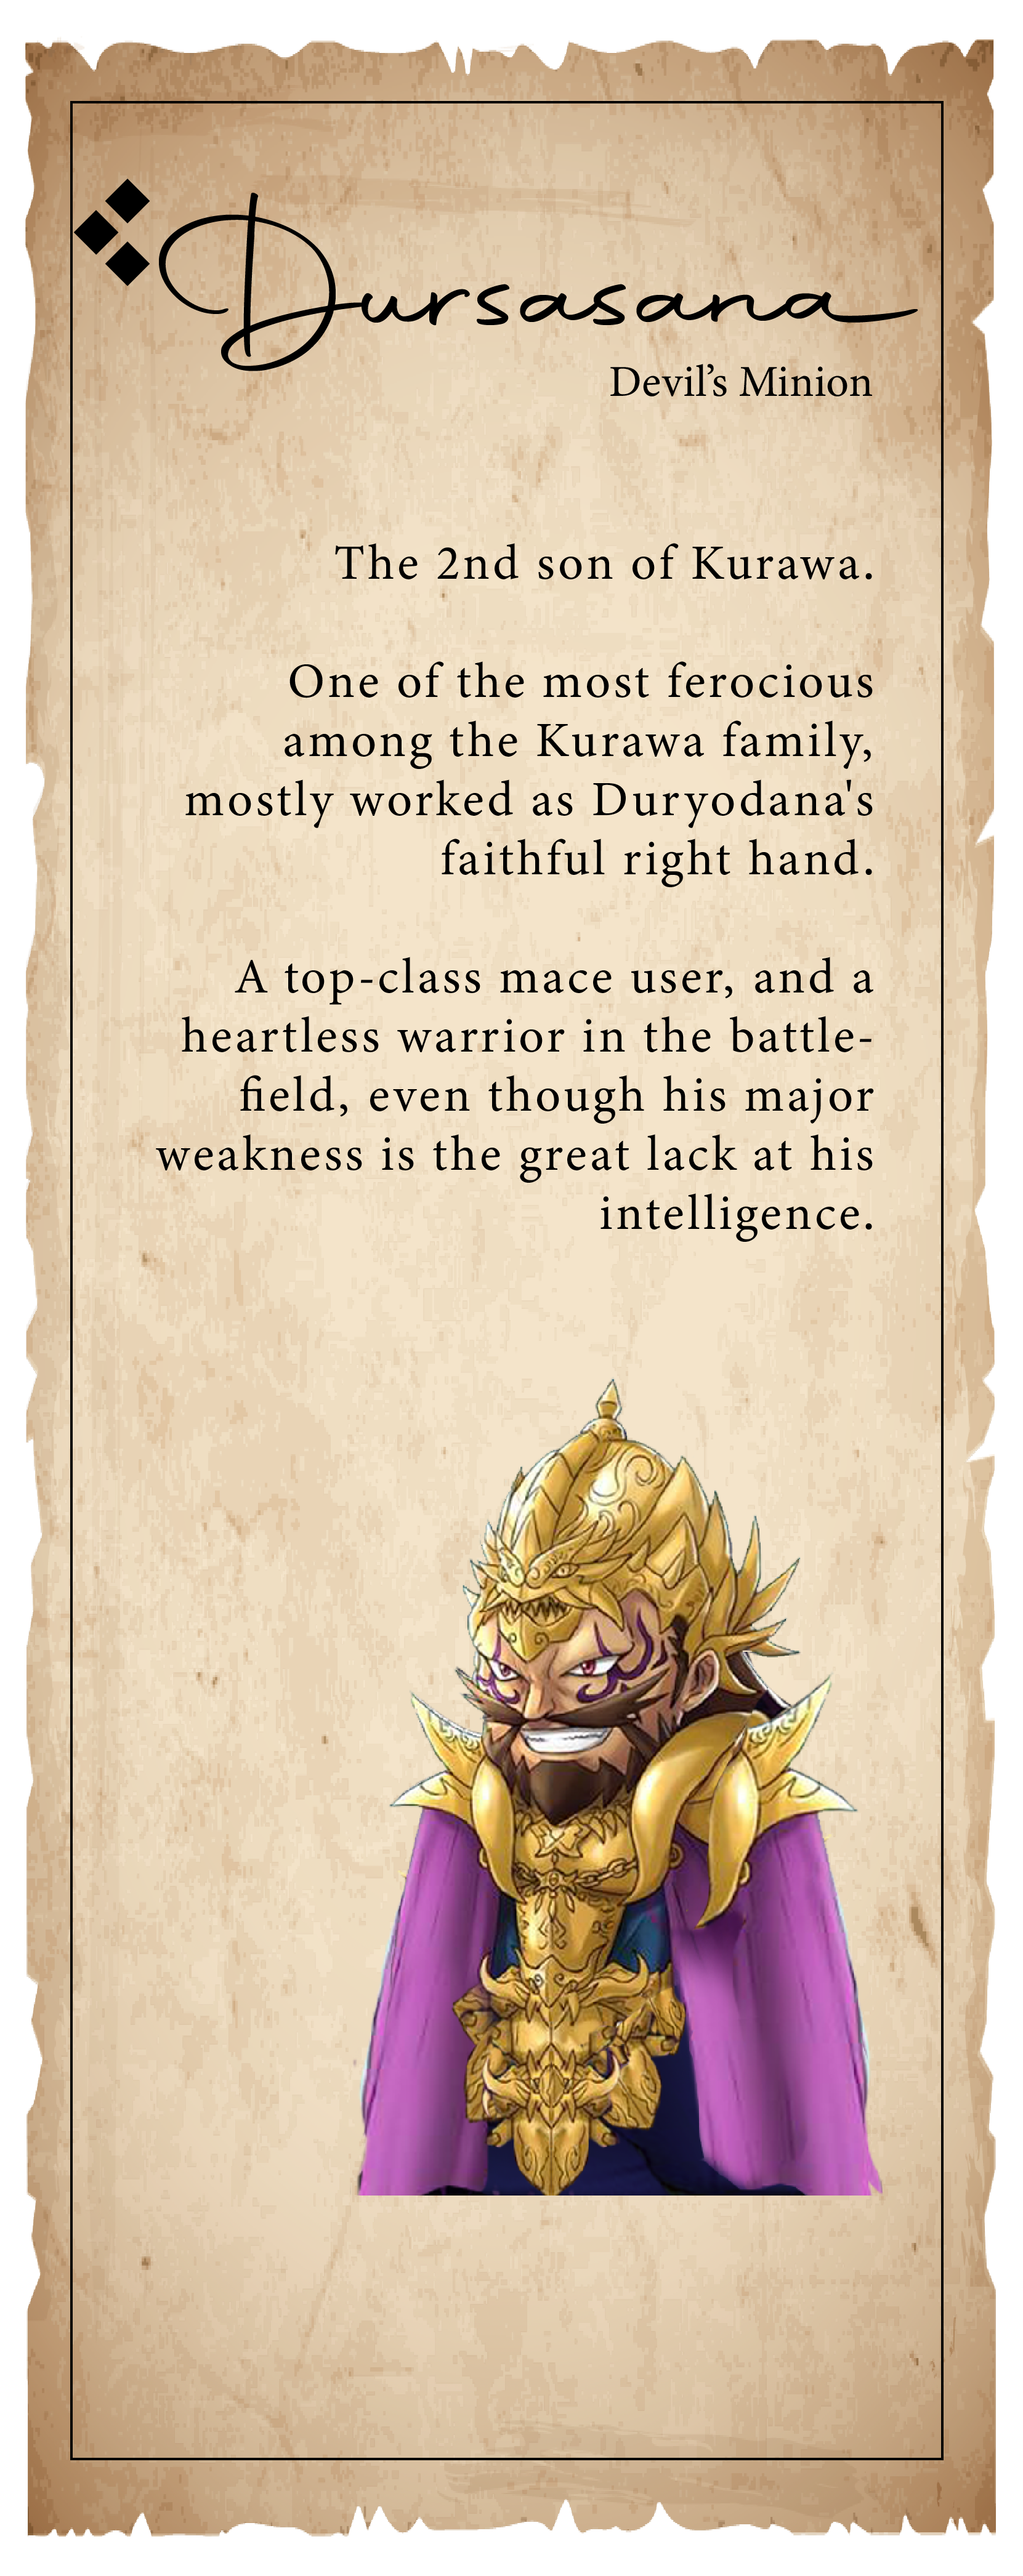 Dursasana
Devil’s Minion
The 2nd son of Kurawa.
One of the most ferocious
among the Kurawa family,
mostly worked as Duryodana's
faithful right hand.
A top-class mace user, and a
heartless warrior in the battle-
field, even though his major
weakness is the great lack at his
intelligence.